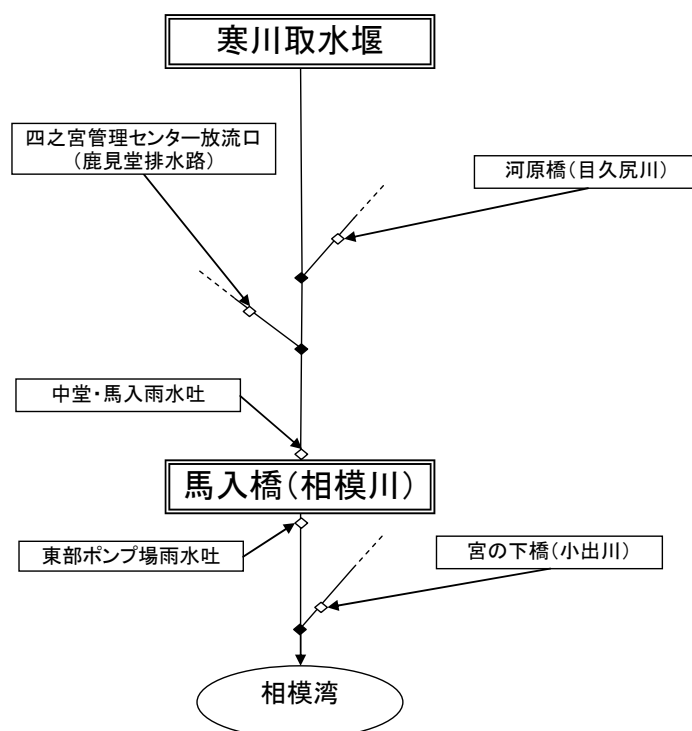 寒川取水堰
四之宮管理センター放流口
(鹿見堂排水路)
河原橋(目久尻川)
中堂・馬入雨水吐
馬入橋(相模川)
東部ポンプ場雨水吐
宮の下橋(小出川)
相模湾